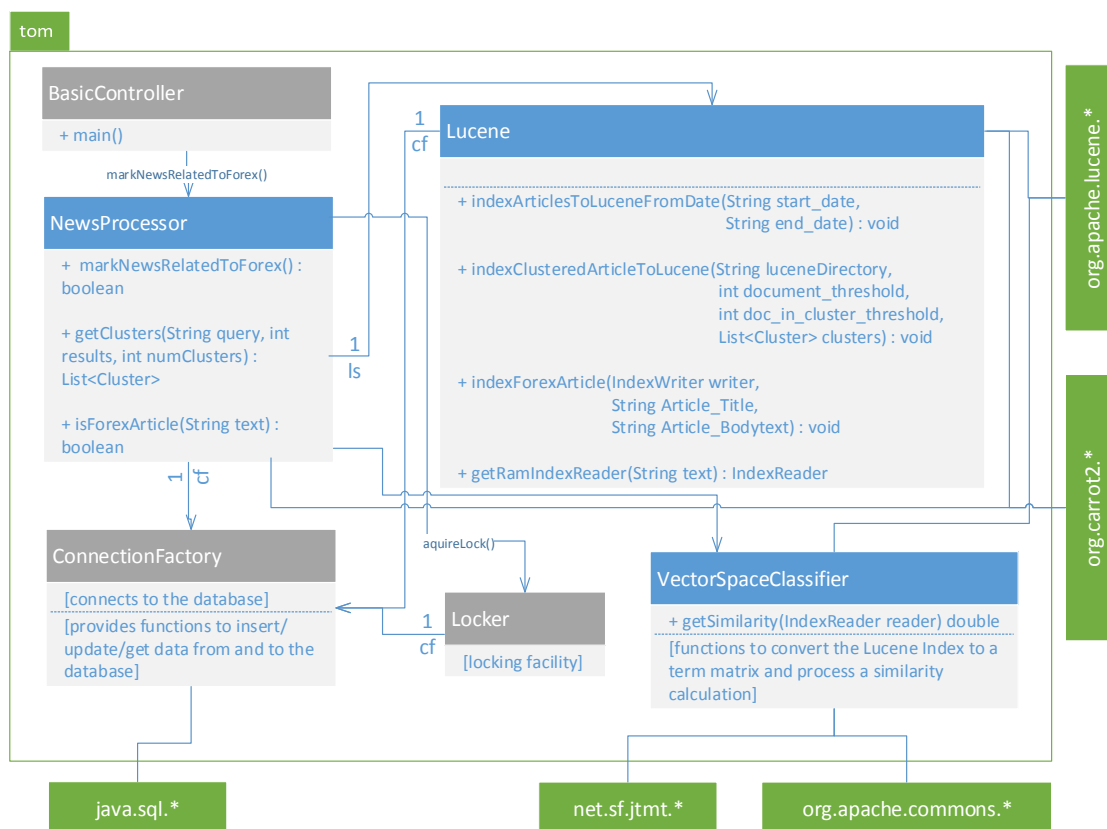 tom
BasicController
+ main()
markNewsRelatedToForex()
NewsProcessor
+ markNewsRelatedToForex() :
boolean
+ getClusters(String query, int
results, int numClusters) :
List<Cluster>
+ isForexArticle(String text) :
boolean
1
cf
1
ls
1
cf
Lucene
+ indexArticlesToLuceneFromDate(String start_date,
String end_date) : void
+ indexClusteredArticleToLucene(String luceneDirectory,
int document_threshold,
int doc_in_cluster_threshold,
List<Cluster> clusters) : void
+ indexForexArticle(IndexWriter writer,
String Article_Title,
String Article_Bodytext) : void
+ getRamIndexReader(String text) : IndexReader
org.apache.lucene.*
org.carrot2.*
ConnectionFactory
[connects to the database]
[provides functions to insert/
update/get data from and to the
database]
aquireLock()
1
cf
Locker
[locking facility]
VectorSpaceClassifier
+ getSimilarity(IndexReader reader) double
[functions to convert the Lucene Index to a
term matrix and process a similarity
calculation]
java.sql.*
net.sf.jtmt.*
org.apache.commons.*